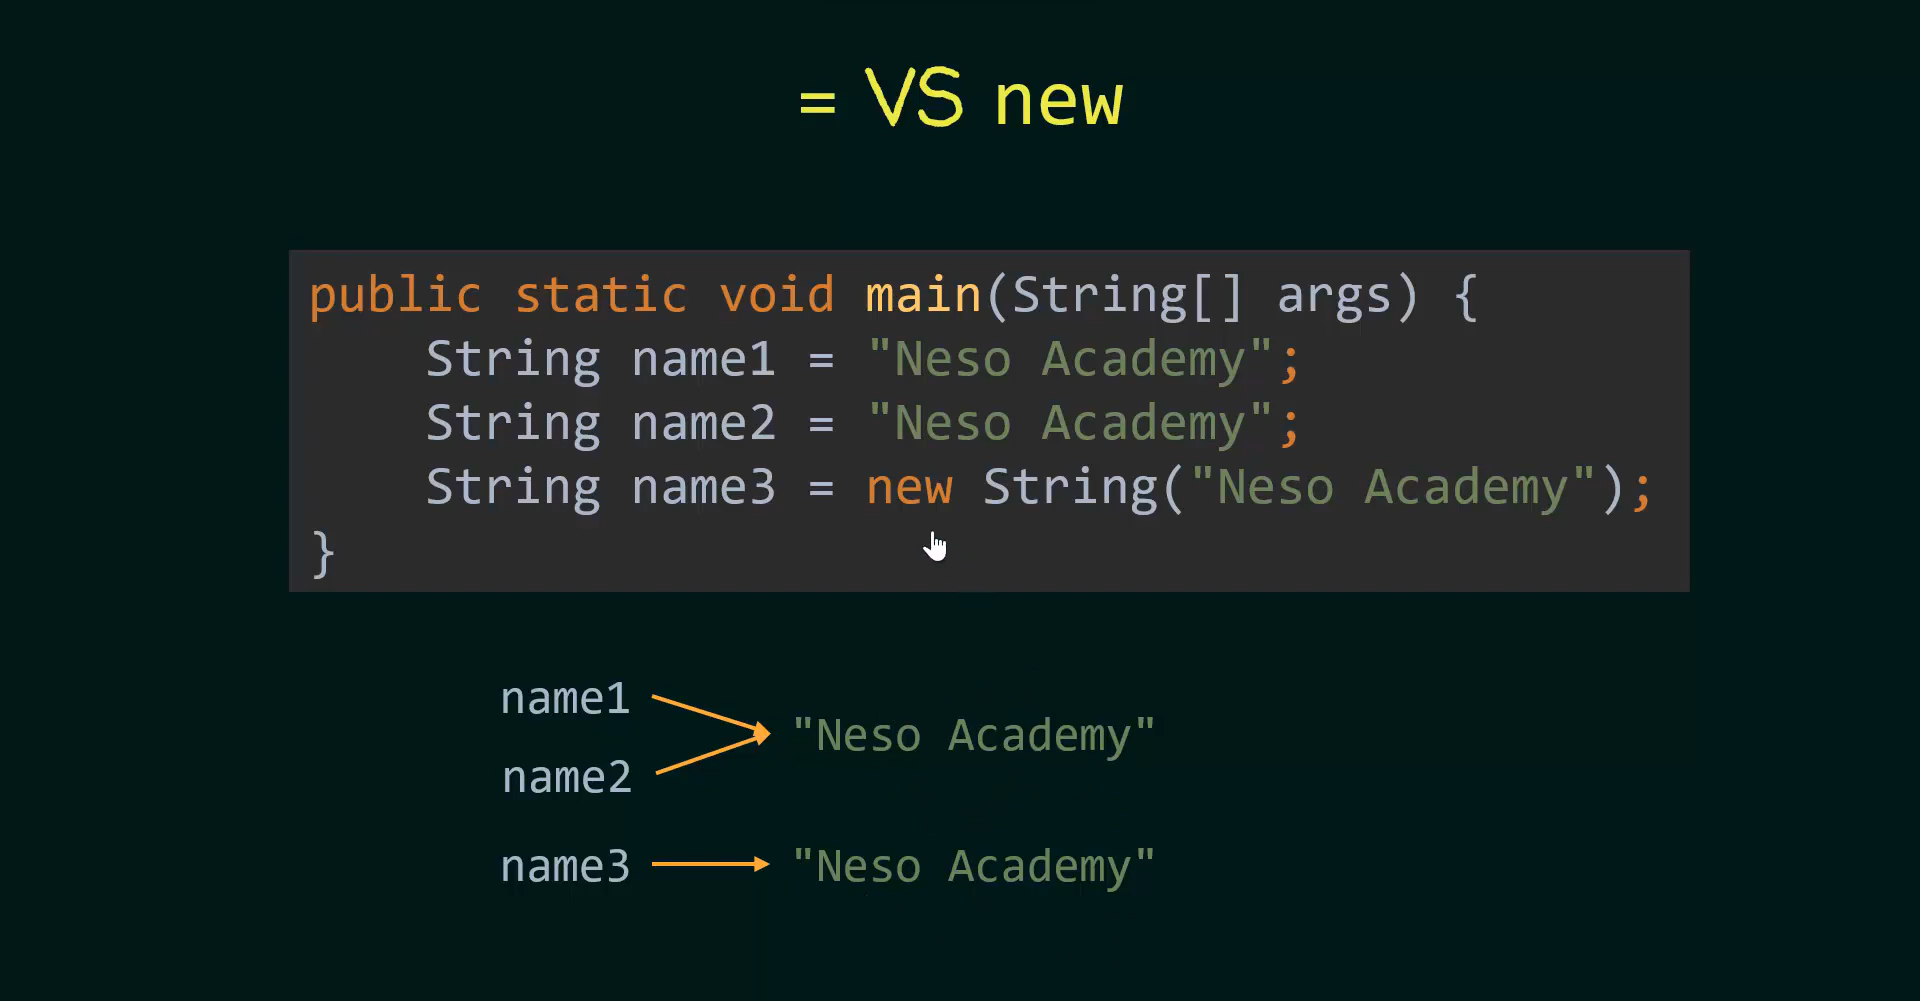 = VS new
public static void main(String[] args) {
    String name1 = "Neso Academy";
    String name2 = "Neso Academy";
    String name3 = new String("Neso Academy");
}
name1
"Neso Academy"
name2
name3 "Neso Academy"